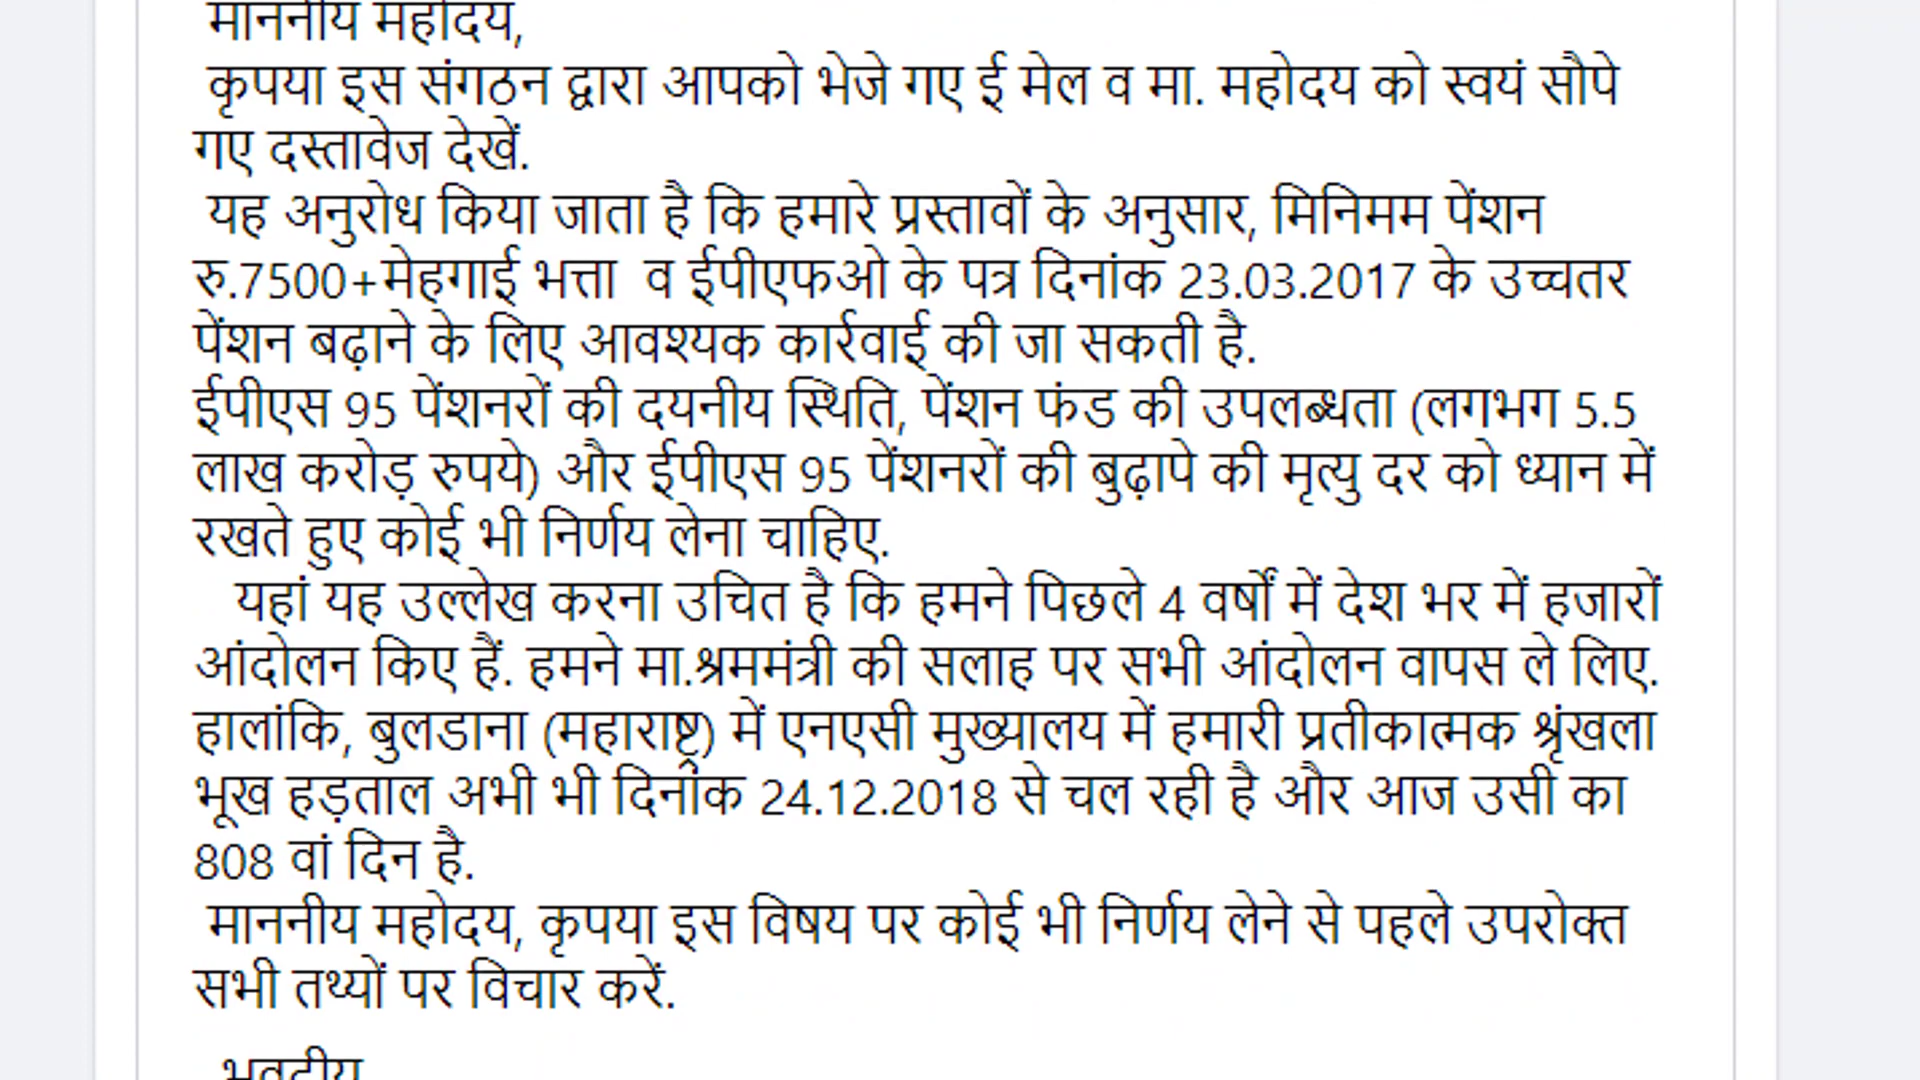 माननीय महोदय,
कृपया इस संगठन द्वारा आपको भेजे गए ई मेल व मा. महोदय को स्वयं सौपे
गए दस्तावेज देखें.
यह अनुरोध किया जाता है कि हमारे प्रस्तावों के अनुसार, मिनिमम पेंशन
रु.7500+मेहगाई भत्ता व ईपीएफओ के पत्र दिनांक 23.03.2017 के उच्चतर
पेंशन बढ़ाने के लिए आवश्यक कार्रवाई की जा सकती है.
ईपीएस 95 पेंशनरों की दयनीय स्थिति, पेंशन फंड की उपलब्धता (लगभग 5.5
लाख करोड़ रुपये) और ईपीएस 95 पेंशनरों की बुढ़ापे की मृत्यु दर को ध्यान में
रखते हुए कोई भी निर्णय लेना चाहिए.
यहां यह उल्लेख करना उचित है कि हमने पिछले 4 वर्षों में देश भर में हजारों
आंदोलन किए हैं. हमने मा.श्रममंत्री की सलाह पर सभी आंदोलन वापस ले लिए.
हालांकि, बुलडाना (महाराष्ट्र) में एनएसी मुख्यालय में हमारी प्रतीकात्मक श्रृंखला
भूख हड़ताल अभी भी दिनांक 24.12.2018 से चल रही है और आज उसी का
808 वां दिन है.
माननीय महोदय, कृपया इस विषय पर कोई भी निर्णय लेने से पहले उपरोक्त
सभी तथ्यों पर विचार करें.
भवदीय